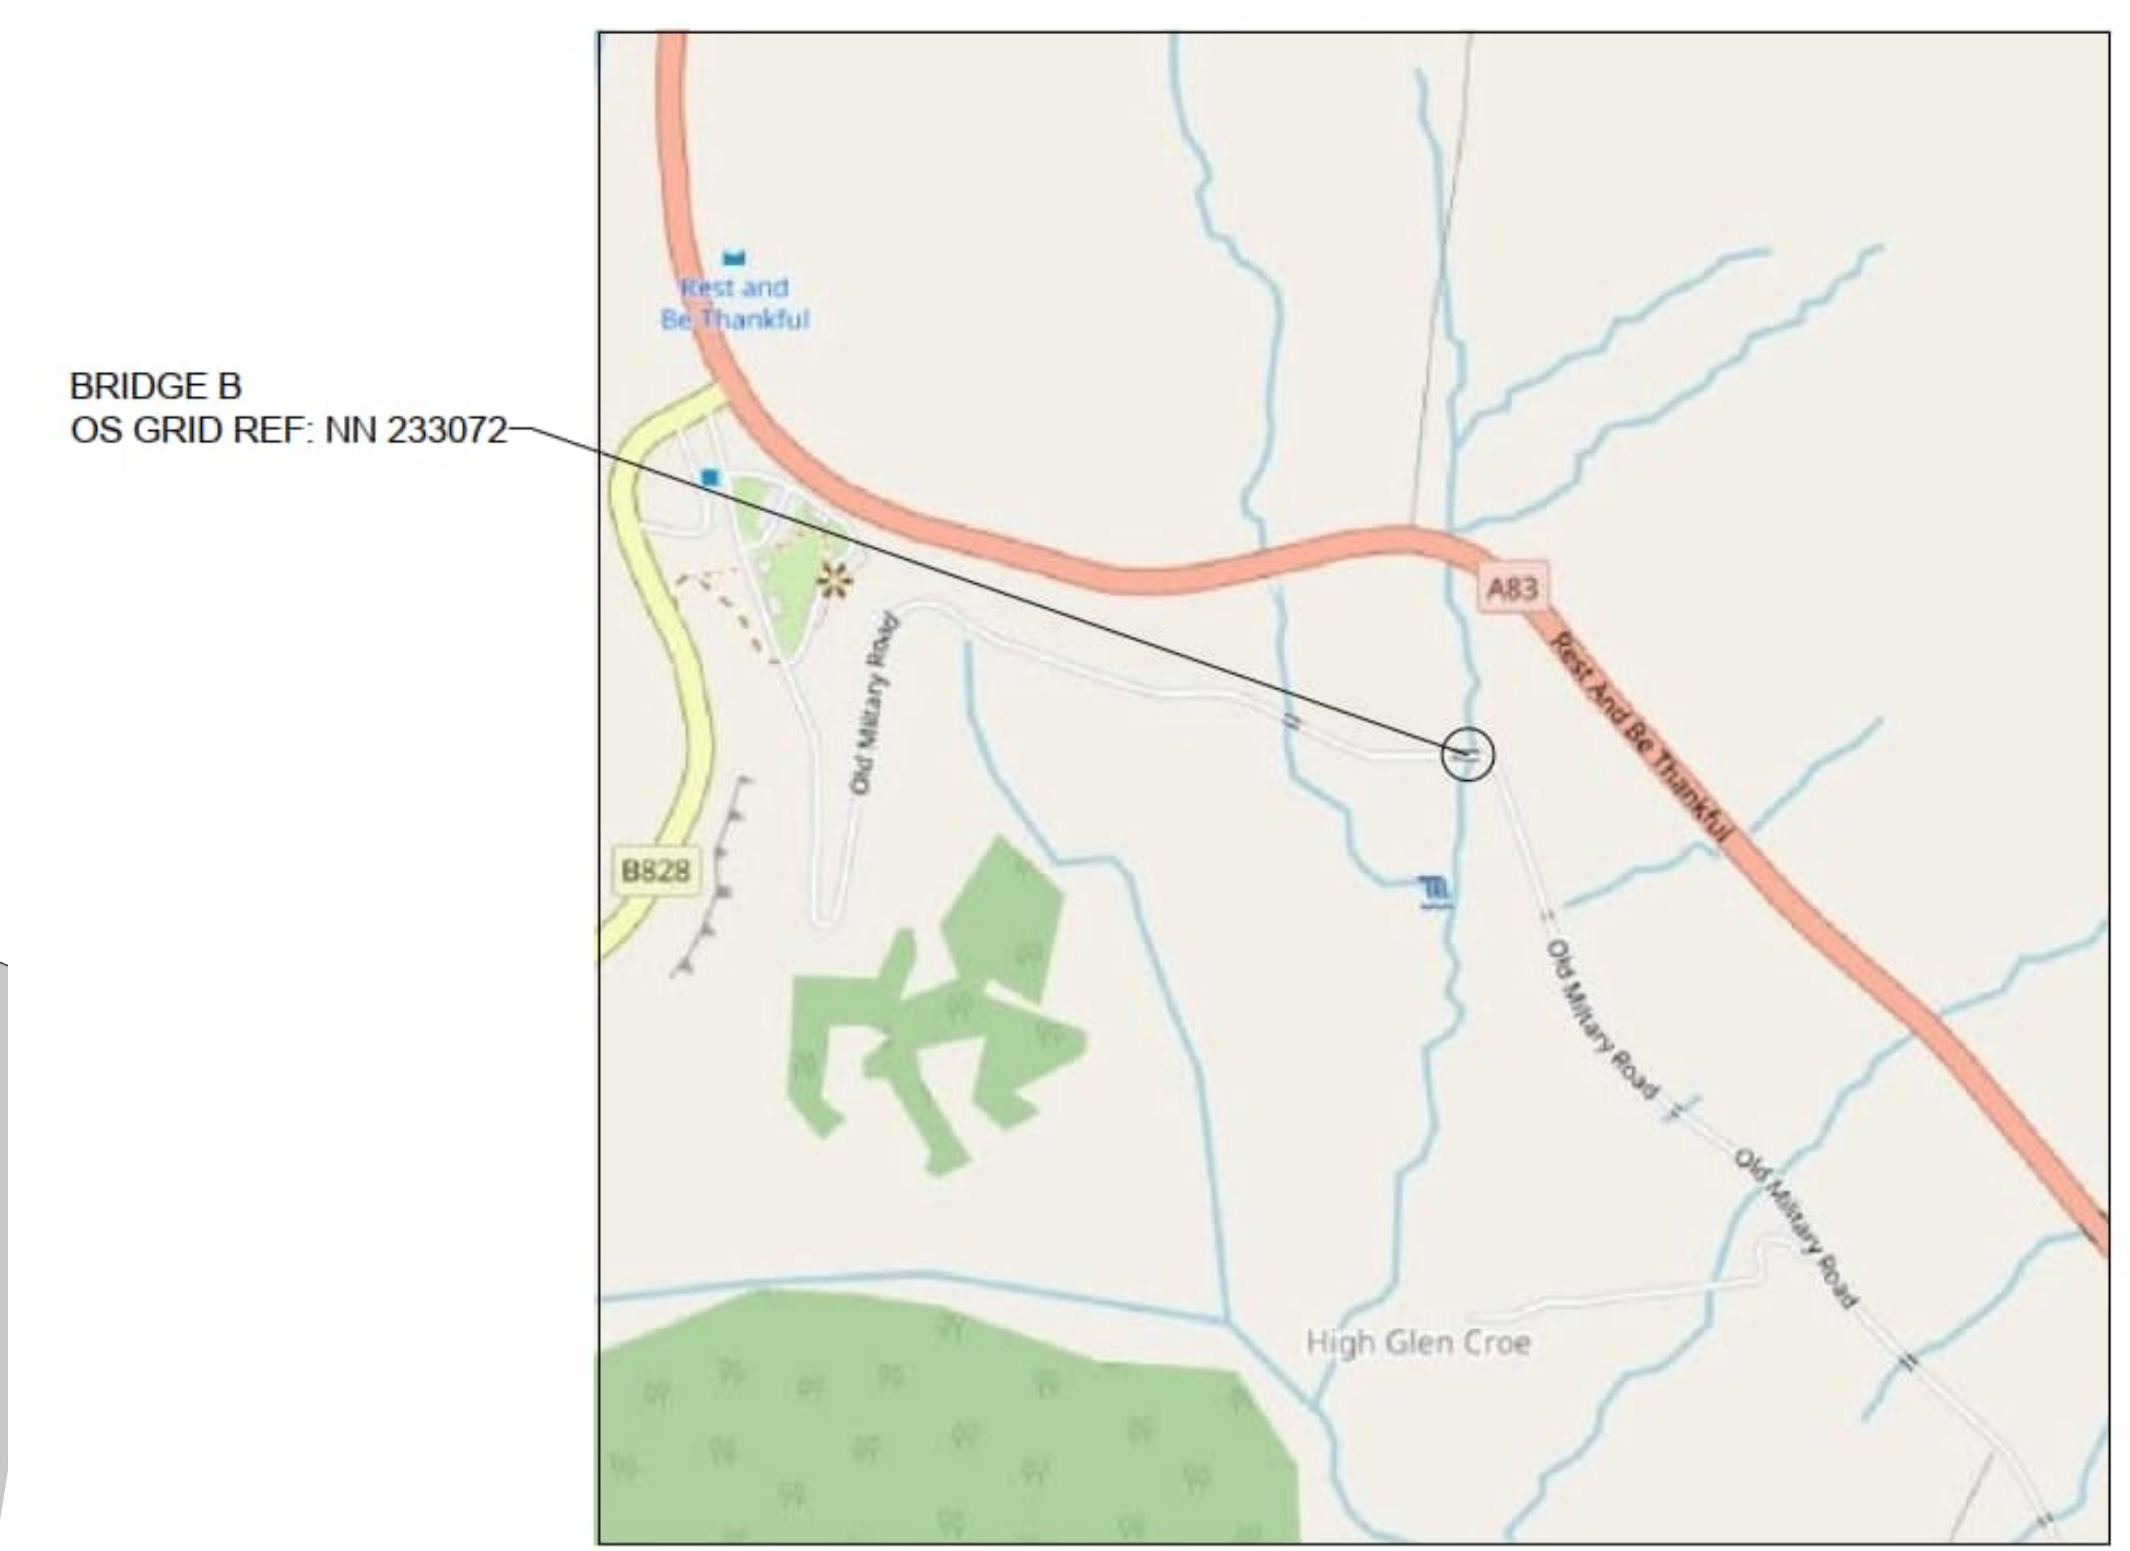 Rest and
Be Thankful
BRIDGE B
OS GRID REF: NN 233072
A83
Rest And Be Thankful
Old Military Road
B828
Old Military Road
Old Military Road
High Glen Croe